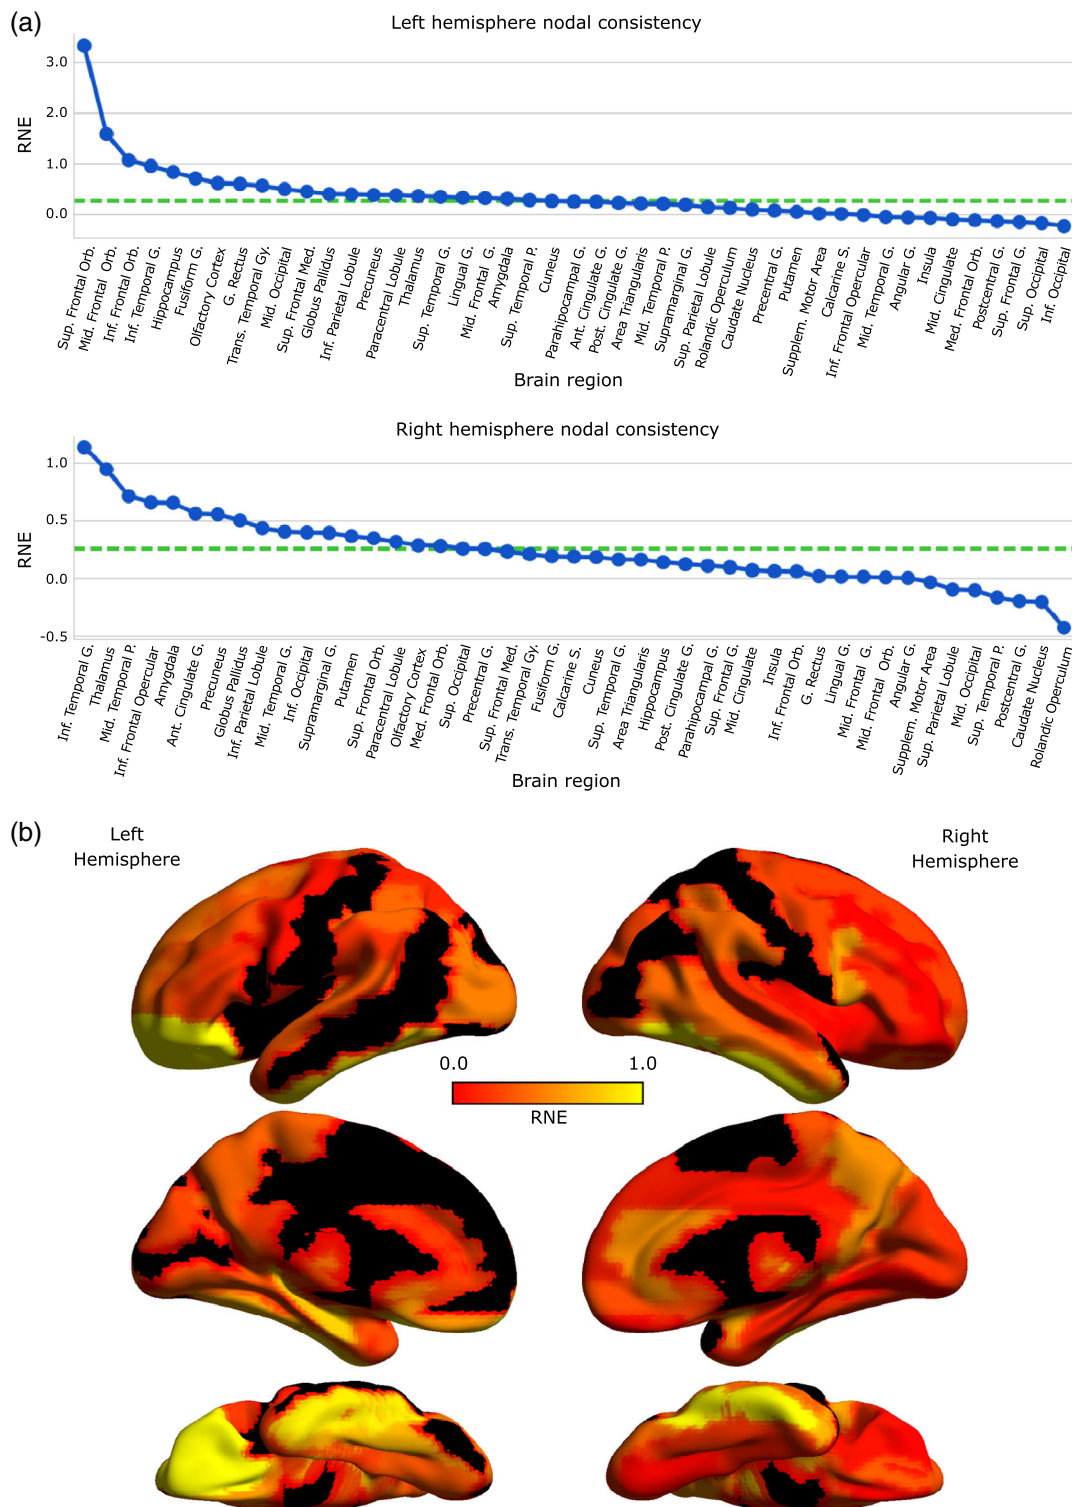 (a)
Left hemisphere nodal consistency
RNE
3.0
2.0
1.0
0.0
Sup. Frontal Orb.
Mid. Frontal Orb.
Inf. Frontal Orb.
Inf. Temporal G.
Hippocampus
Fusiform G.
Olfactory Cortex
G. Rectus
Trans. Temporal Gy.
Mid. Occipital
Sup. Frontal Med.
Globus Pallidus
Inf. Parietal Lobule
Precuneus
Paracentral Lobule
Thalamus
Sup. Temporal G.
Lingual G.
Mid. Frontal G.
Amygdala
Sup. Temporal P.
Cuneus
Parahipocampal G.
Ant. Cingulate G.
Post. Cingulate G.
Area Triangularis
Mid. Temporal P.
Supramarginal G.
Sup. Parietal Lobule
Rolandic Operculum
Caudate Nucleus
Precentral G.
Putamen
Supplem. Motor Area
Calcarine S.
Inf. Frontal Opercular
Mid. Temporal G.
Angular G.
Insula
Mid. Cingulate
Med. Frontal Orb.
Postcentral G.
Sup. Frontal G.
Sup. Occipital
Inf. Occipital
Brain region
Right hemisphere nodal consistency
RNE
1.0
0.5
0.0
-0.5
Inf. Temporal G.
Thalamus
Mid. Temporal P.
Inf. Frontal Opercular
Amygdala
Ant. Cingulate G.
Precuneus
Globus Pallidus
Inf. Parietal Lobule
Mid. Temporal G.
Inf. Occipital
Supramarginal G.
Putamen
Sup. Frontal Orb.
Paracentral Lobule
Olfactory Cortex
Med. Frontal Orb.
Sup. Occipital
Precentral G.
Sup. Frontal Med.
Trans. Temporal Gy.
Fusiform G.
Calcarine S.
Cuneus
Sup. Temporal G.
Area Triangularis
Hippocampus
Post. Cingulate G.
Parahipocampal G.
Sup. Frontal G.
Mid. Cingulate
Insula
Inf. Frontal Orb.
G. Rectus
Lingual G.
Mid. Frontal G.
Mid. Frontal Orb.
Angular G.
Supplem. Motor Area
Sup. Parietal Lobule
Mid. Occipital
Sup. Temporal P.
Postcentral G.
Caudate Nucleus
Rolandic Operculum
Brain region
(b)
Left
Hemisphere
Right
Hemisphere
0.0
1.0
RNE